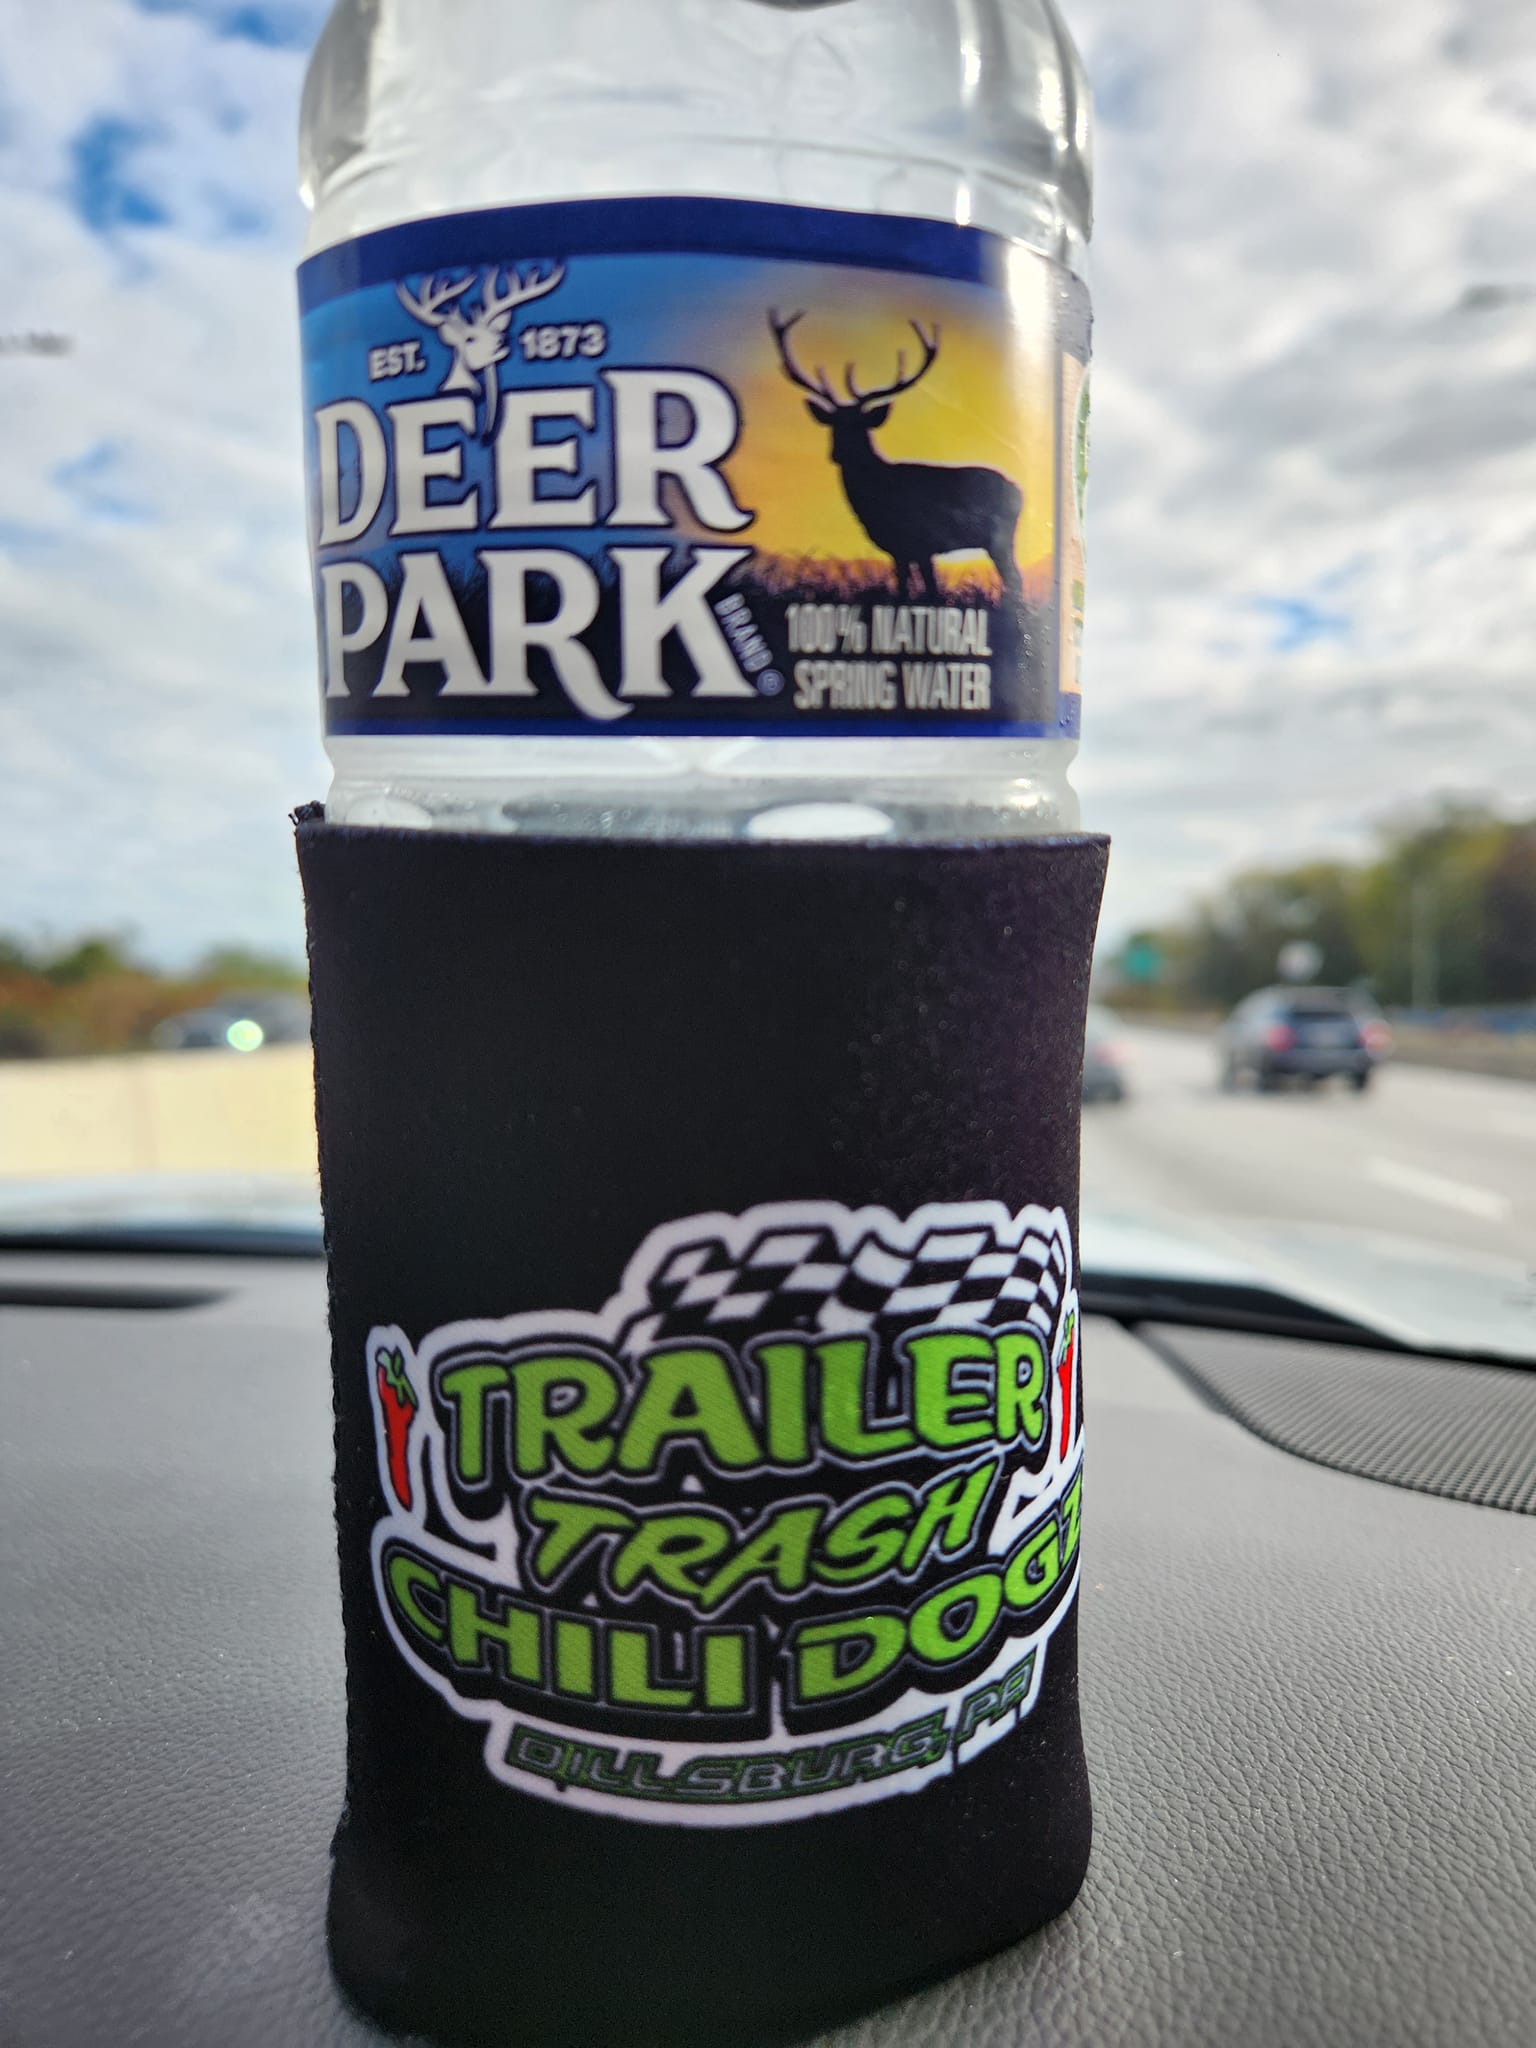 EST. 1873
DEER
PARK
BRAND ®
100% NATURAL
SPRING WATER
TRAILER
TRASH
CHILI DOGZ
DILLSBURG, PA